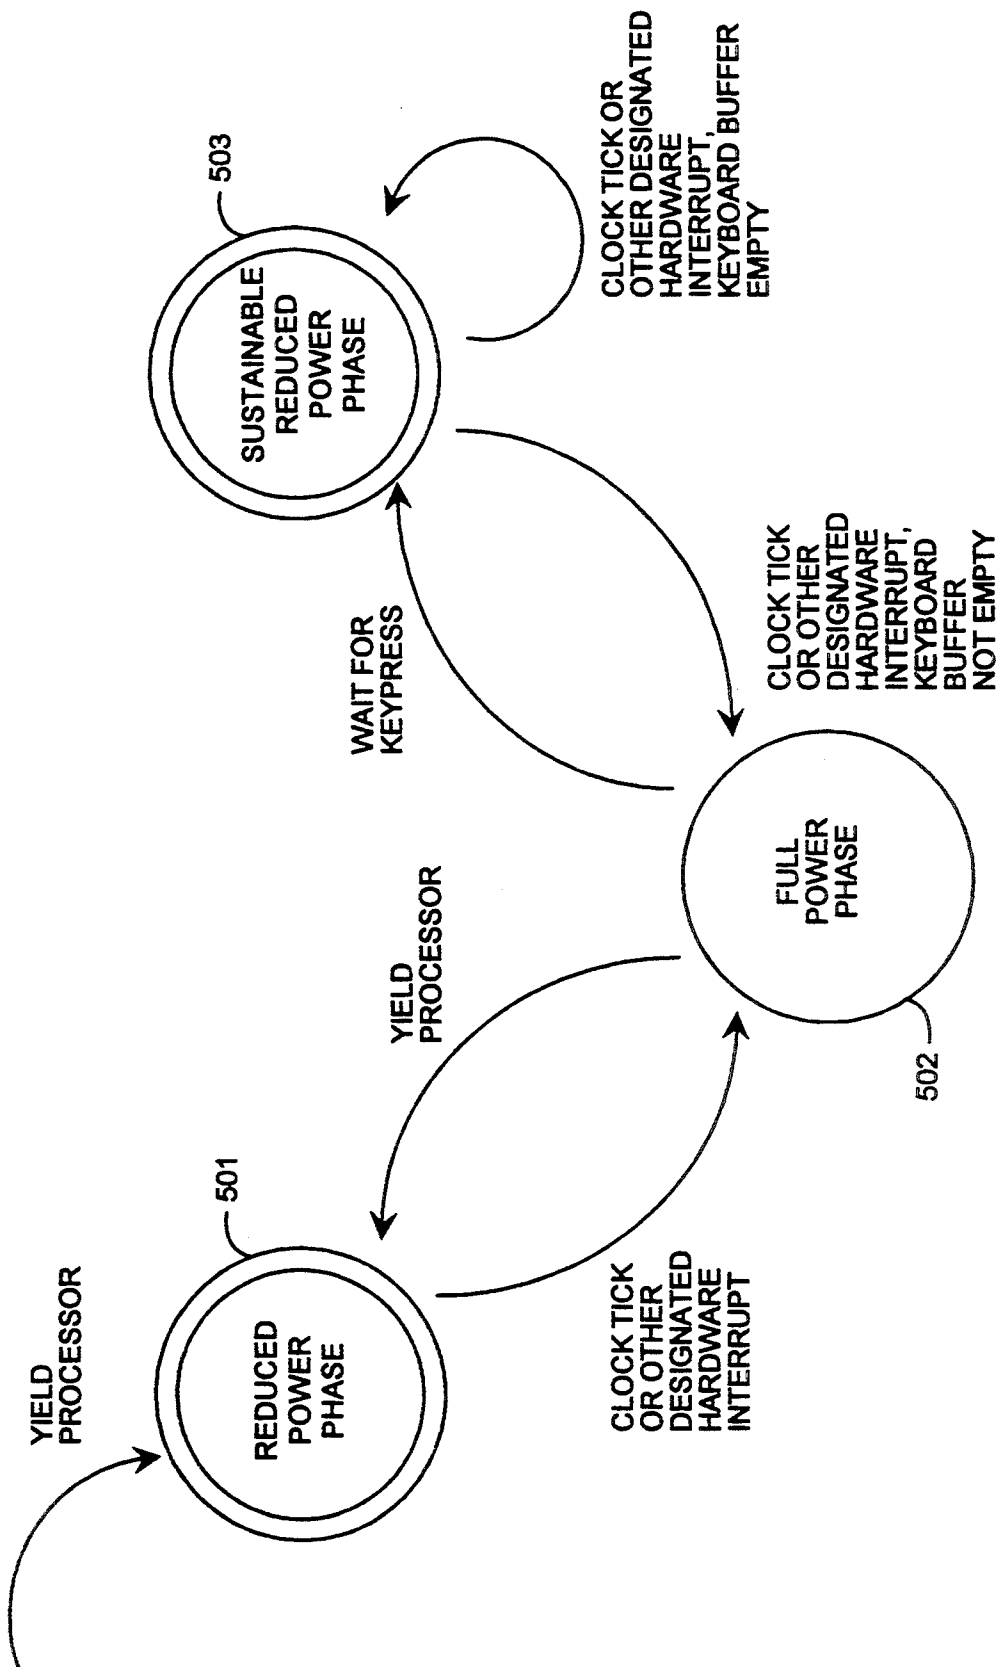 YIELD
PROCESSOR
501
REDUCED
POWER
PHASE
CLOCK TICK
OR OTHER
DESIGNATED
HARDWARE
INTERRUPT
YIELD
PROCESSOR
502
FULL
POWER
PHASE
WAIT FOR
KEYPRESS
CLOCK TICK
OR OTHER
DESIGNATED
HARDWARE
INTERRUPT,
KEYBOARD
BUFFER
NOT EMPTY
503
SUSTAINABLE
REDUCED
POWER
PHASE
CLOCK TICK OR
OTHER DESIGNATED
HARDWARE
INTERRUPT,
KEYBOARD BUFFER
EMPTY